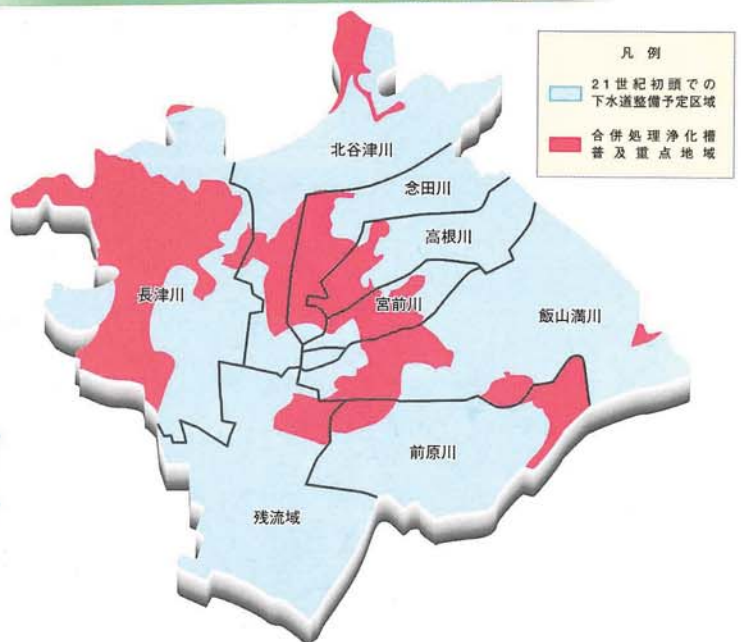 凡例
21世紀初頭での
下水道整備予定区域
合併処理浄化槽
普及重点地域
北谷津川
念田川
高根川
長津川
宮前川
飯山満川
前原川
残流域